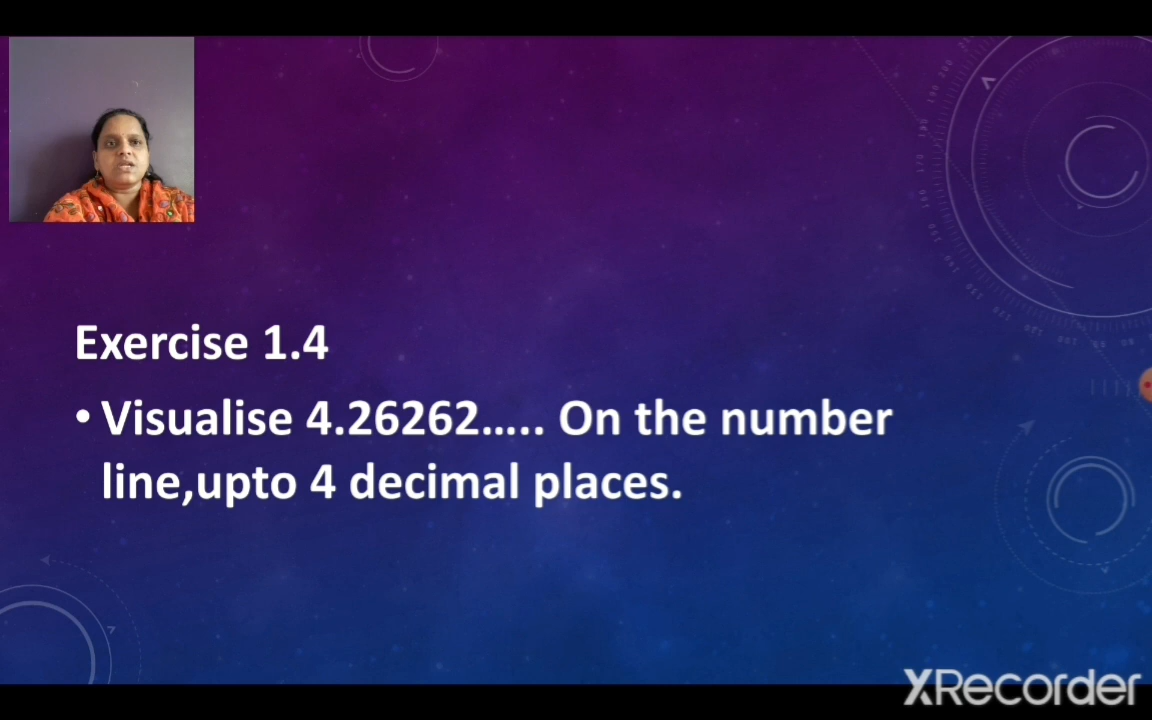 Exercise 1.4
• Visualise 4.26262..... On the number
line,upto 4 decimal places.
XRecorder